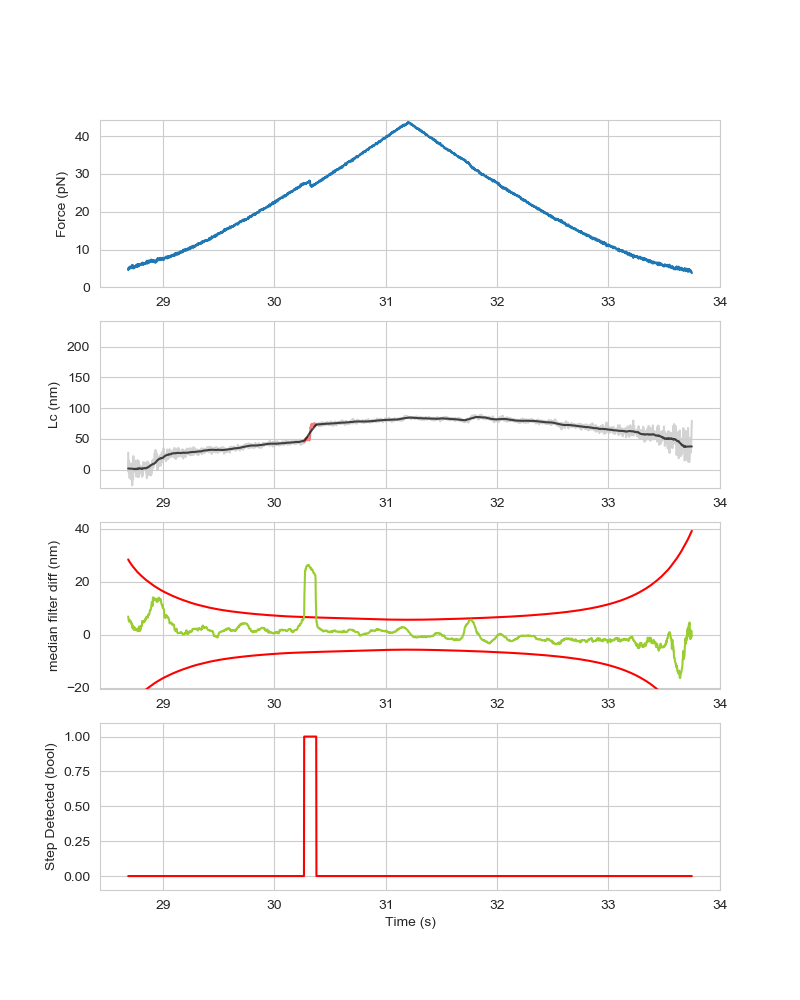 Force (pN)
40
30
20
10
0
29 30 31 32 33 34
Lc (nm)
200
150
100
50
0
29 30 31 32 33 34
median filter diff (nm)
40
20
0
−20
29 30 31 32 33 34
Step Detected (bool)
1.00
0.75
0.50
0.25
0.00
29 30 31 32 33 34
Time (s)